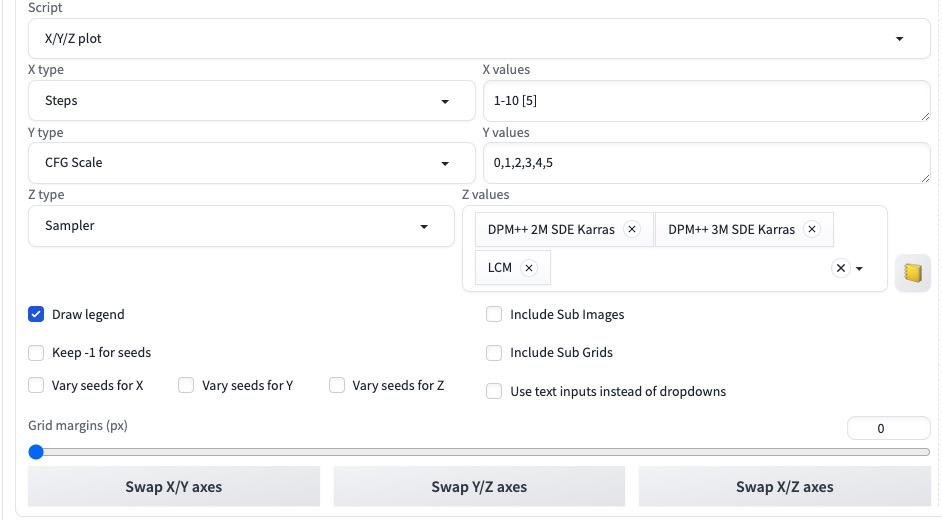 Script
X/Y/Z plot
X type
X values
Steps
1-10 [5]
Y type
Y values
CFG Scale
0,1,2,3,4,5
Z type
Z values
Sampler
DPM++ 2M SDE Karras
DPM++ 3M SDE Karras
LCM
Draw legend
Include Sub Images
Keep -1 for seeds
Include Sub Grids
Vary seeds for X
Vary seeds for Y
Vary seeds for Z
Use text inputs instead of dropdowns
Grid margins (px)
0
Swap X/Y axes
Swap Y/Z axes
Swap X/Z axes